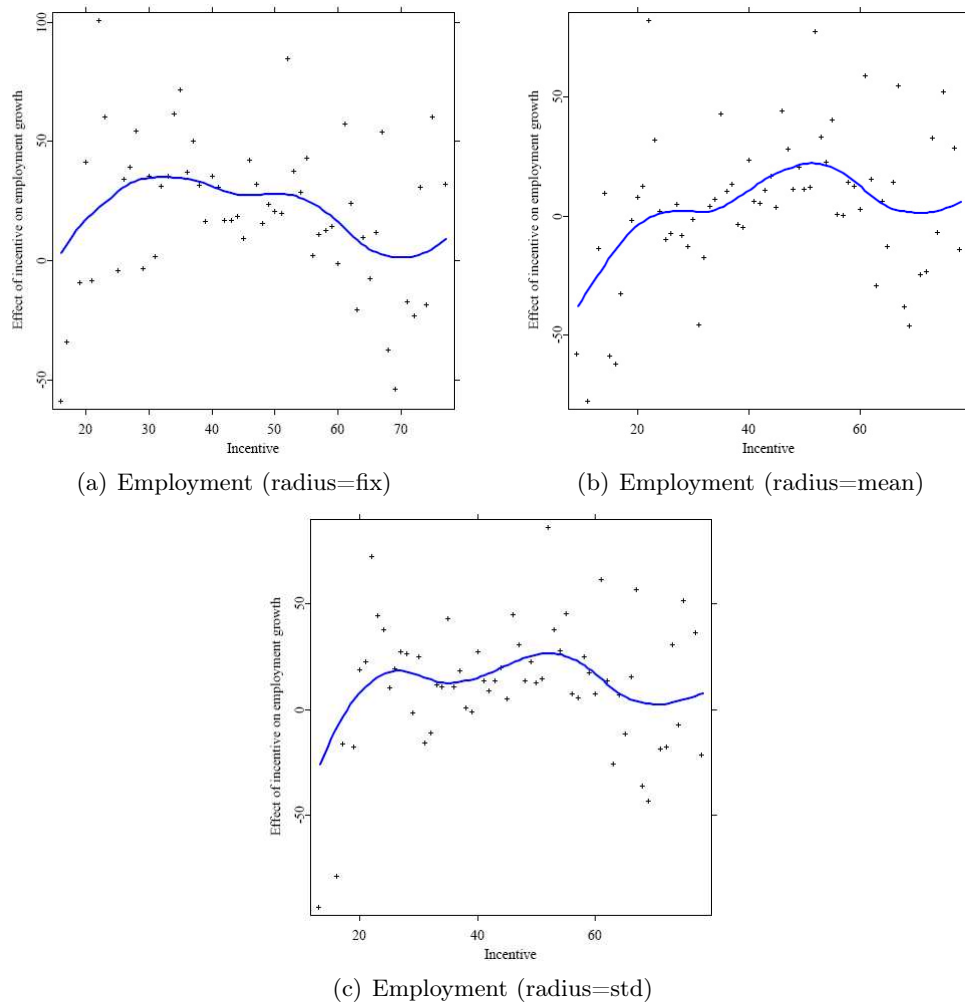 Effect of incentive on employment growth
100
50
0
-50
20 30 40 50 60 70
Incentive
(a) Employment (radius=fix)
Effect of incentive on employment growth
50
0
-50
20 40 60
Incentive
(b) Employment (radius=mean)
Effect of incentive on employment growth
50
0
-50
20 40 60
Incentive
(c) Employment (radius=std)